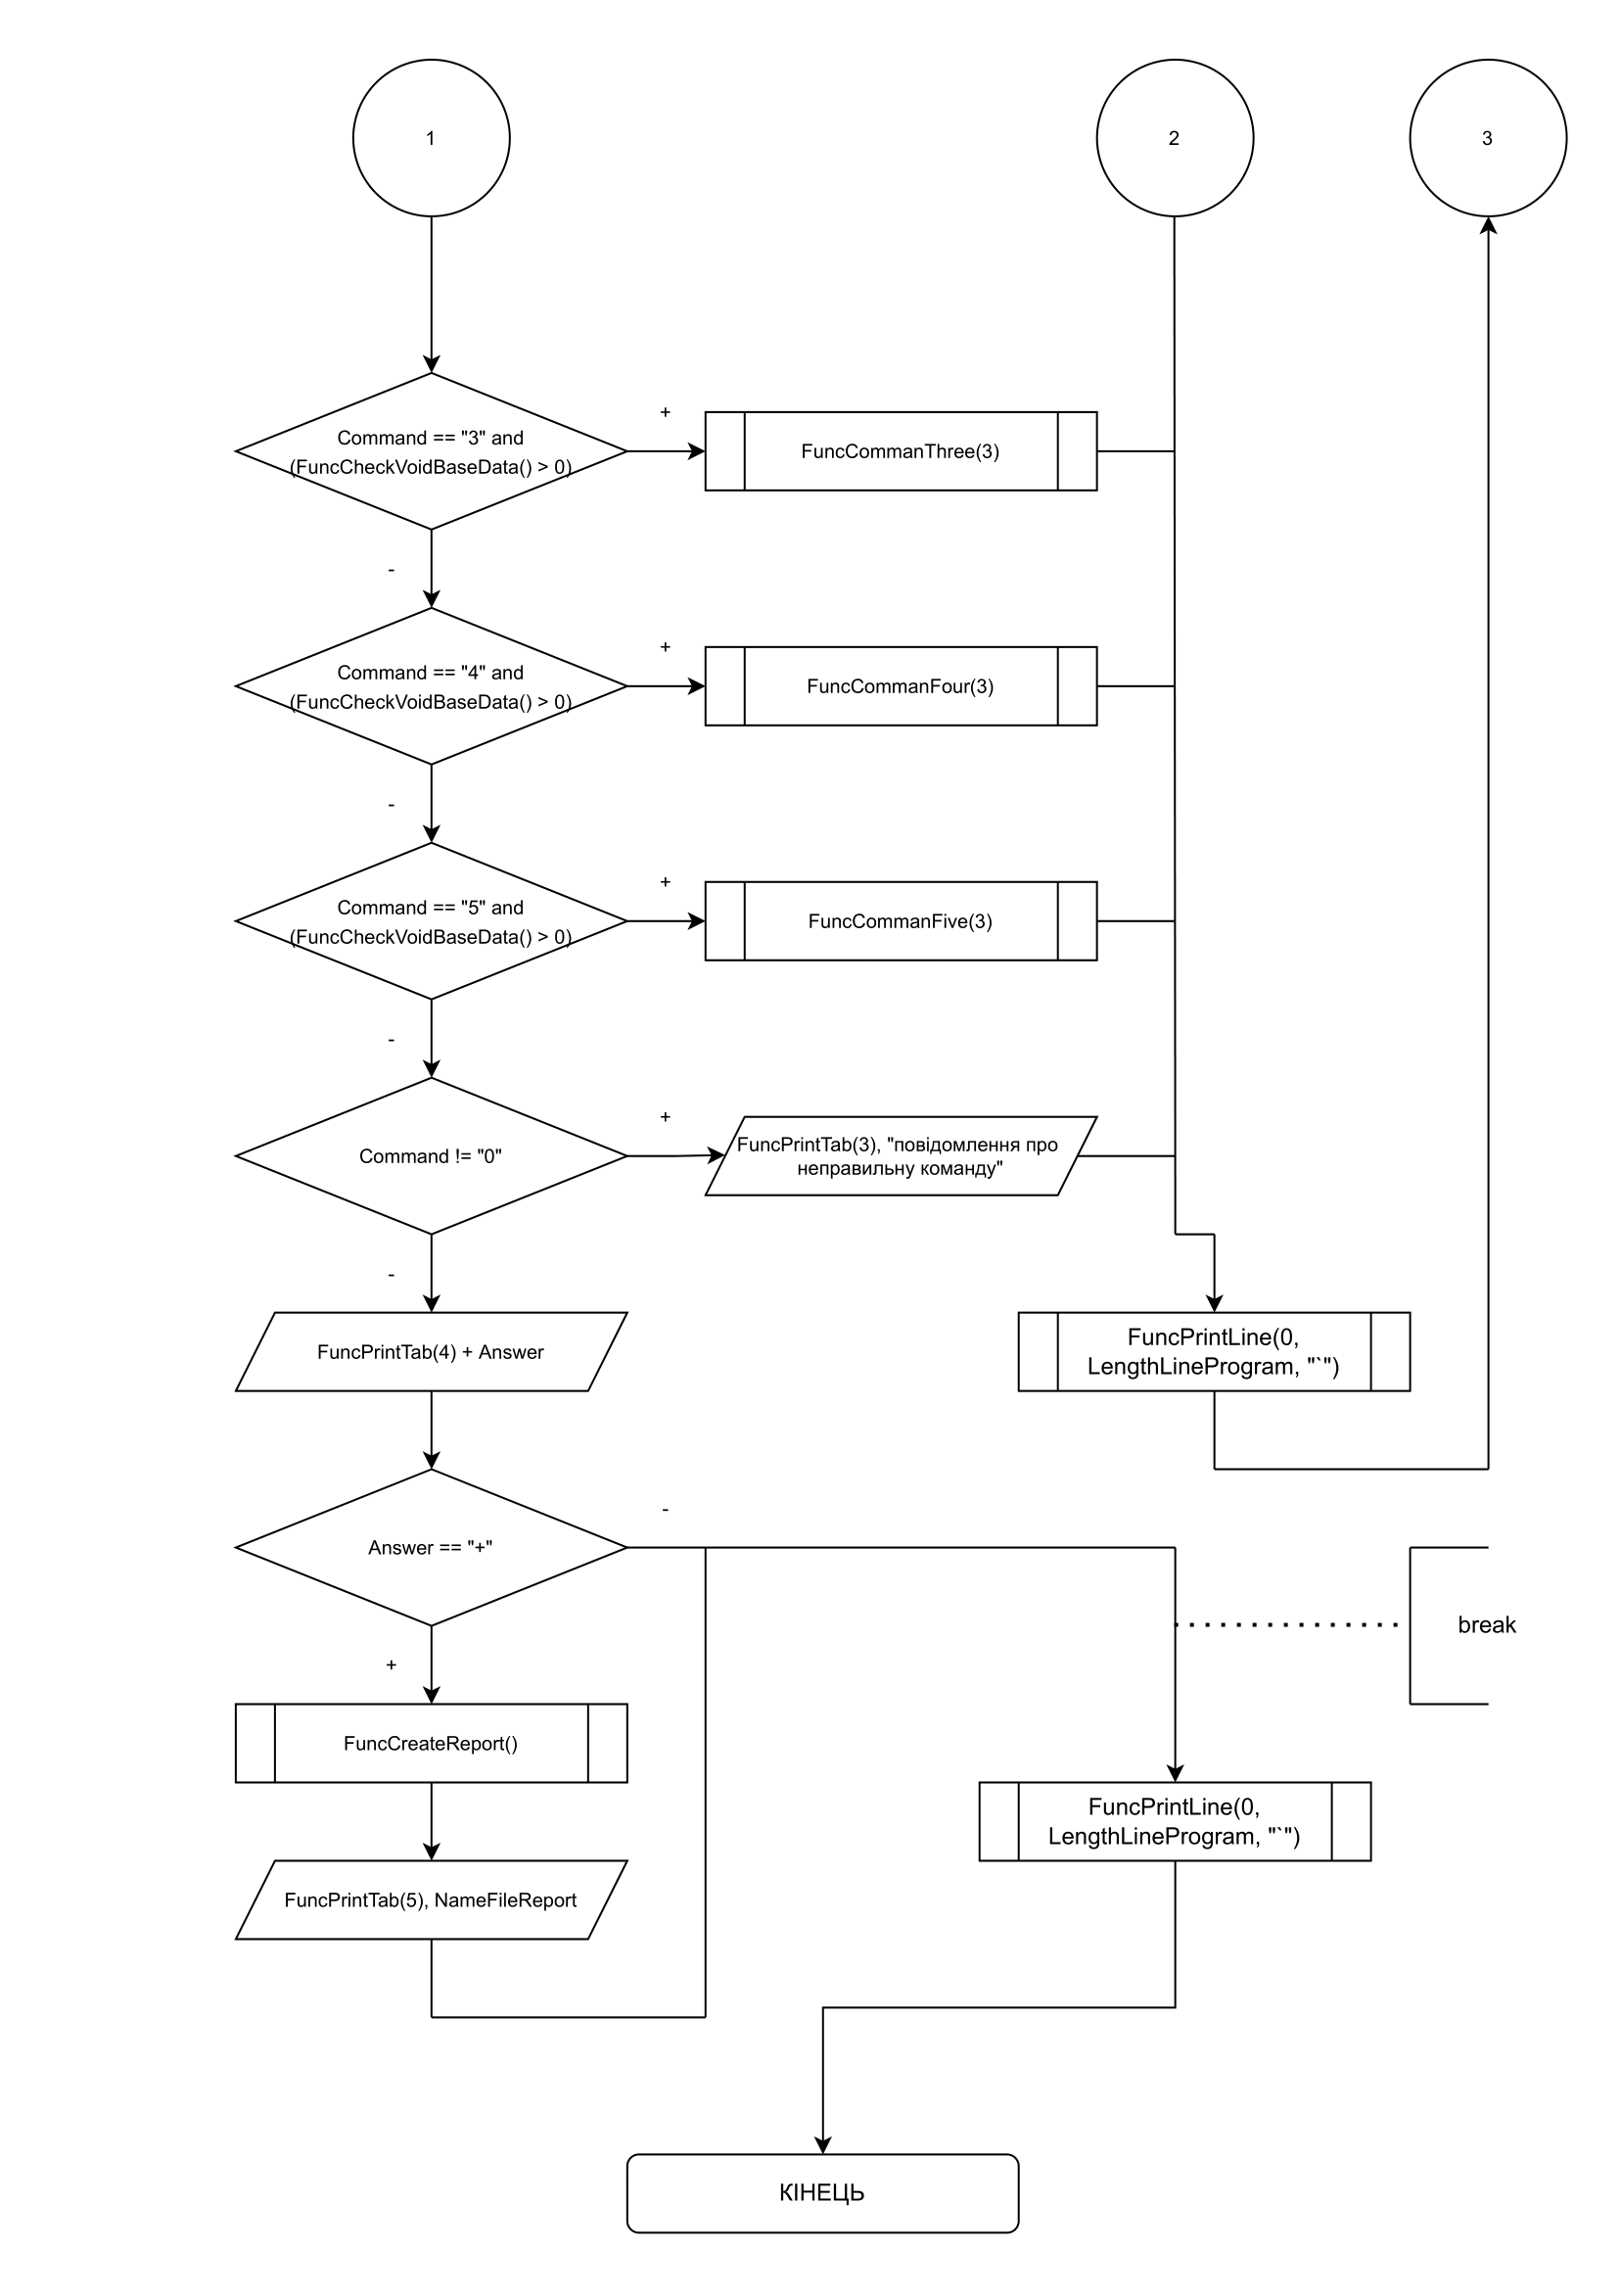 1
2
3
Command == "3" and
(FuncCheckVoidBaseData() > 0)
+
FuncCommanThree(3)
-
Command == "4" and
(FuncCheckVoidBaseData() > 0)
+
FuncCommanFour(3)
-
Command == "5" and
(FuncCheckVoidBaseData() > 0)
+
FuncCommanFive(3)
-
Command != "0"
+
FuncPrintTab(3), "повідомлення про
неправильну команду"
-
FuncPrintTab(4) + Answer
FuncPrintLine(0,
LengthLineProgram, "`")
Answer == "+"
-
break
+
FuncCreateReport()
FuncPrintLine(0,
LengthLineProgram, "`")
FuncPrintTab(5), NameFileReport
КІНЕЦЬ